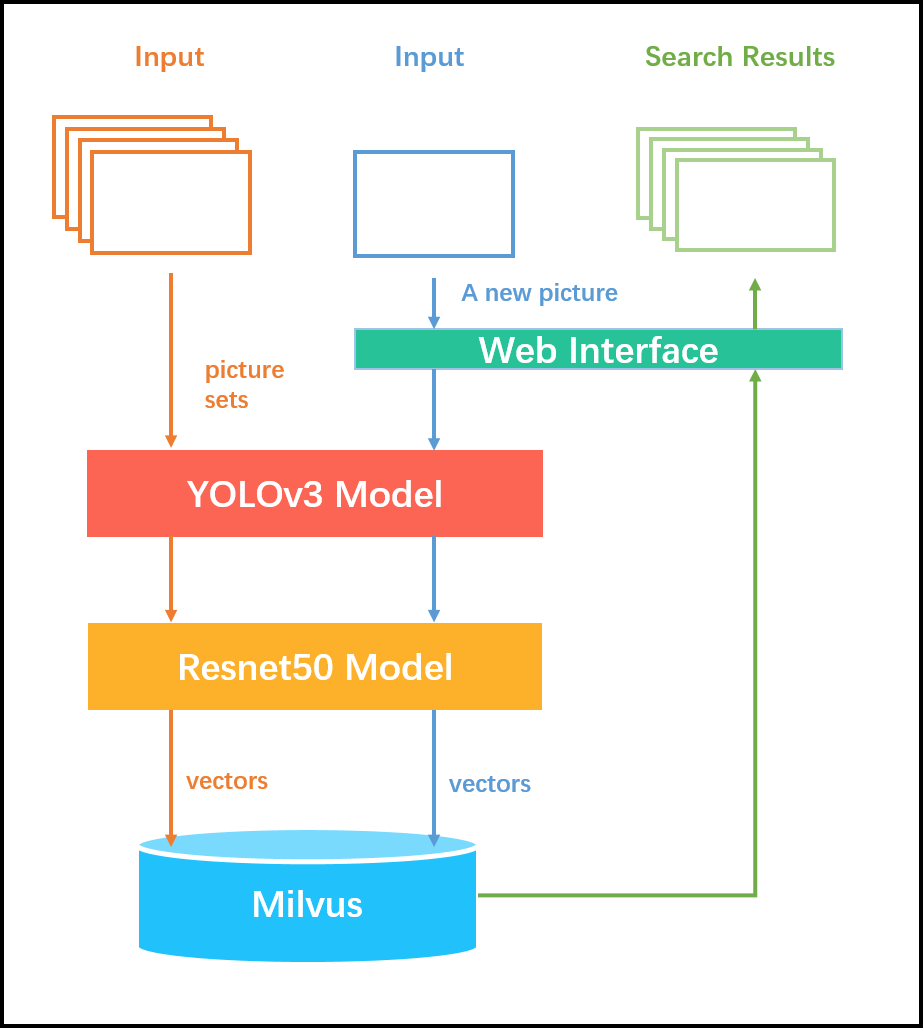 Input
Input
Search Results
A new picture
Web Interface
picture
sets
YOLOv3 Model
Resnet50 Model
vectors
vectors
Milvus